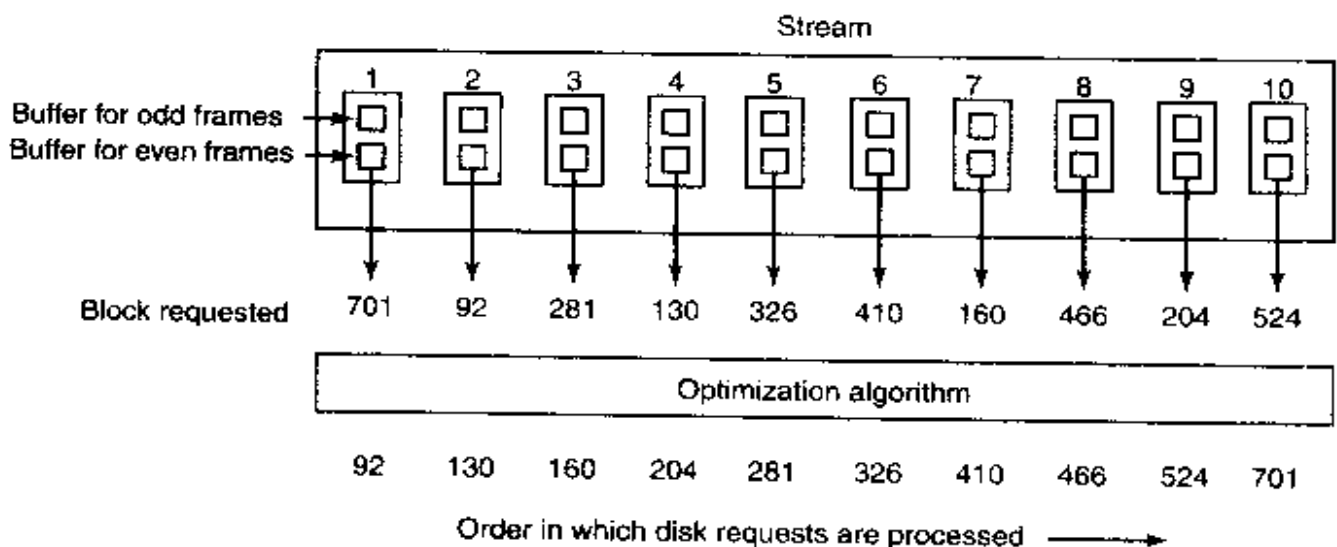 Stream
1 2 3 4 5 6 7 8 9 10
Buffer for odd frames
Buffer for even frames
Block requested 701 92 281 130 326 410 160 466 204 524
Optimization algorithm
92 130 160 204 281 326 410 466 524 701
Order in which disk requests are processed